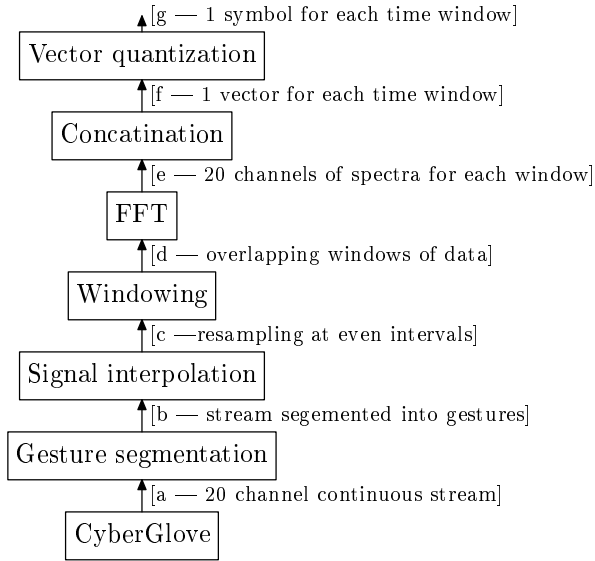 [g — 1 symbol for each time window]
Vector quantization
[f — 1 vector for each time window]
Concatination
[e — 20 channels of spectra for each window]
FFT
[d — overlapping windows of data]
Windowing
[c —resampling at even intervals]
Signal interpolation
[b — stream segemented into gestures]
Gesture segmentation
[a — 20 channel continuous stream]
CyberGlove